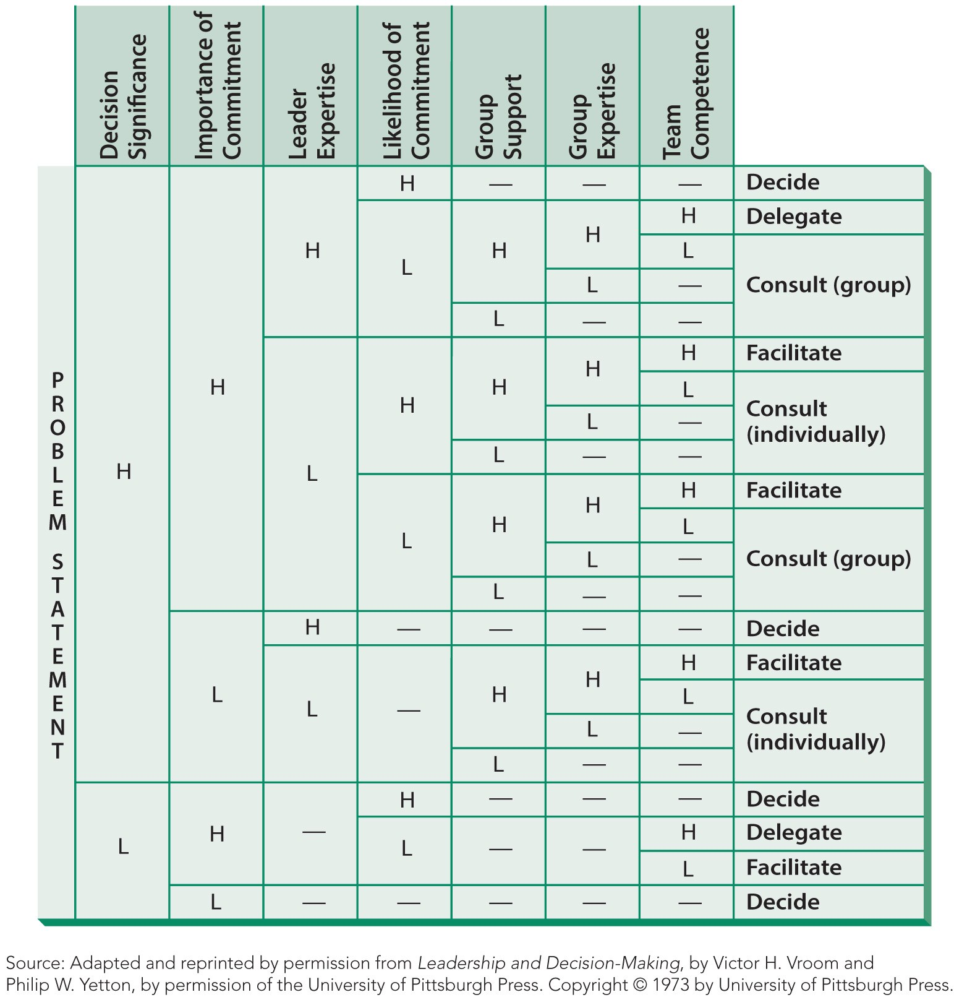 Decision
Significance
Importance of
Commitment
Leader
Expertise
Likelihood of
Commitment
Group
Support
Group
Expertise
Team
Competence
PROBLEM STATEMENT
H
H
H
H — — — Decide
L
H
H
H Delegate
L
Consult (group)
L —
L — —
L
H
H
H
H Facilitate
L
Consult
(individually)
L —
L — —
L
H
H
H Facilitate
L
Consult (group)
L —
L — —
L
H — — — — Decide
L
—
H
H
H Facilitate
L
Consult
(individually)
L —
L — —
L
H
—
H — — — Decide
L
—
—
H Delegate
L Facilitate
L — — — — — Decide
Source: Adapted and reprinted by permission from Leadership and Decision-Making, by Victor H. Vroom and
Philip W. Yetton, by permission of the University of Pittsburgh Press. Copyright © 1973 by University of Pittsburgh Press.